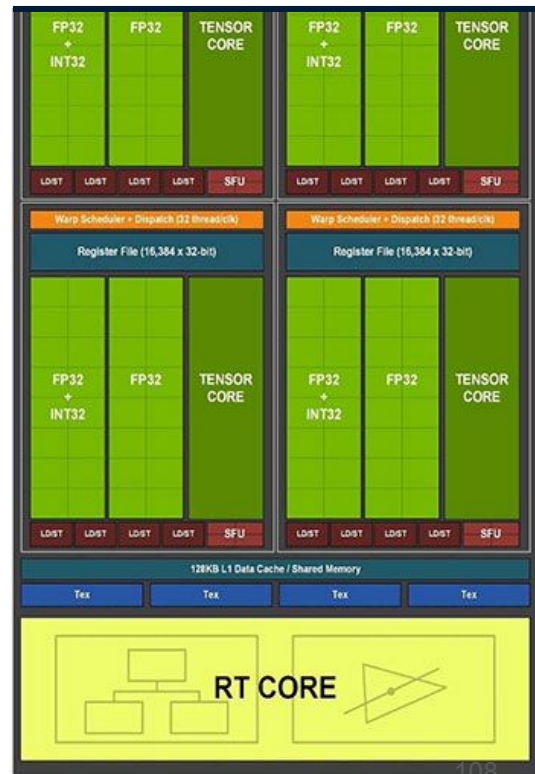 FP32 + INT32 FP32 TENSOR CORE FP32 + INT32 FP32 TENSOR CORE
LD/ST LD/ST LD/ST LD/ST SFU LD/ST LD/ST LD/ST LD/ST SFU
Warp Scheduler + Dispatch (32 thread/clk) Warp Scheduler + Dispatch (32 thread/clk)
Register File (16,384 x 32-bit) Register File (16,384 x 32-bit)
FP32 + INT32 FP32 TENSOR CORE FP32 + INT32 FP32 TENSOR CORE
LD/ST LD/ST LD/ST LD/ST SFU LD/ST LD/ST LD/ST LD/ST SFU
128KB L1 Data Cache / Shared Memory
Tex Tex Tex Tex
RT CORE
108